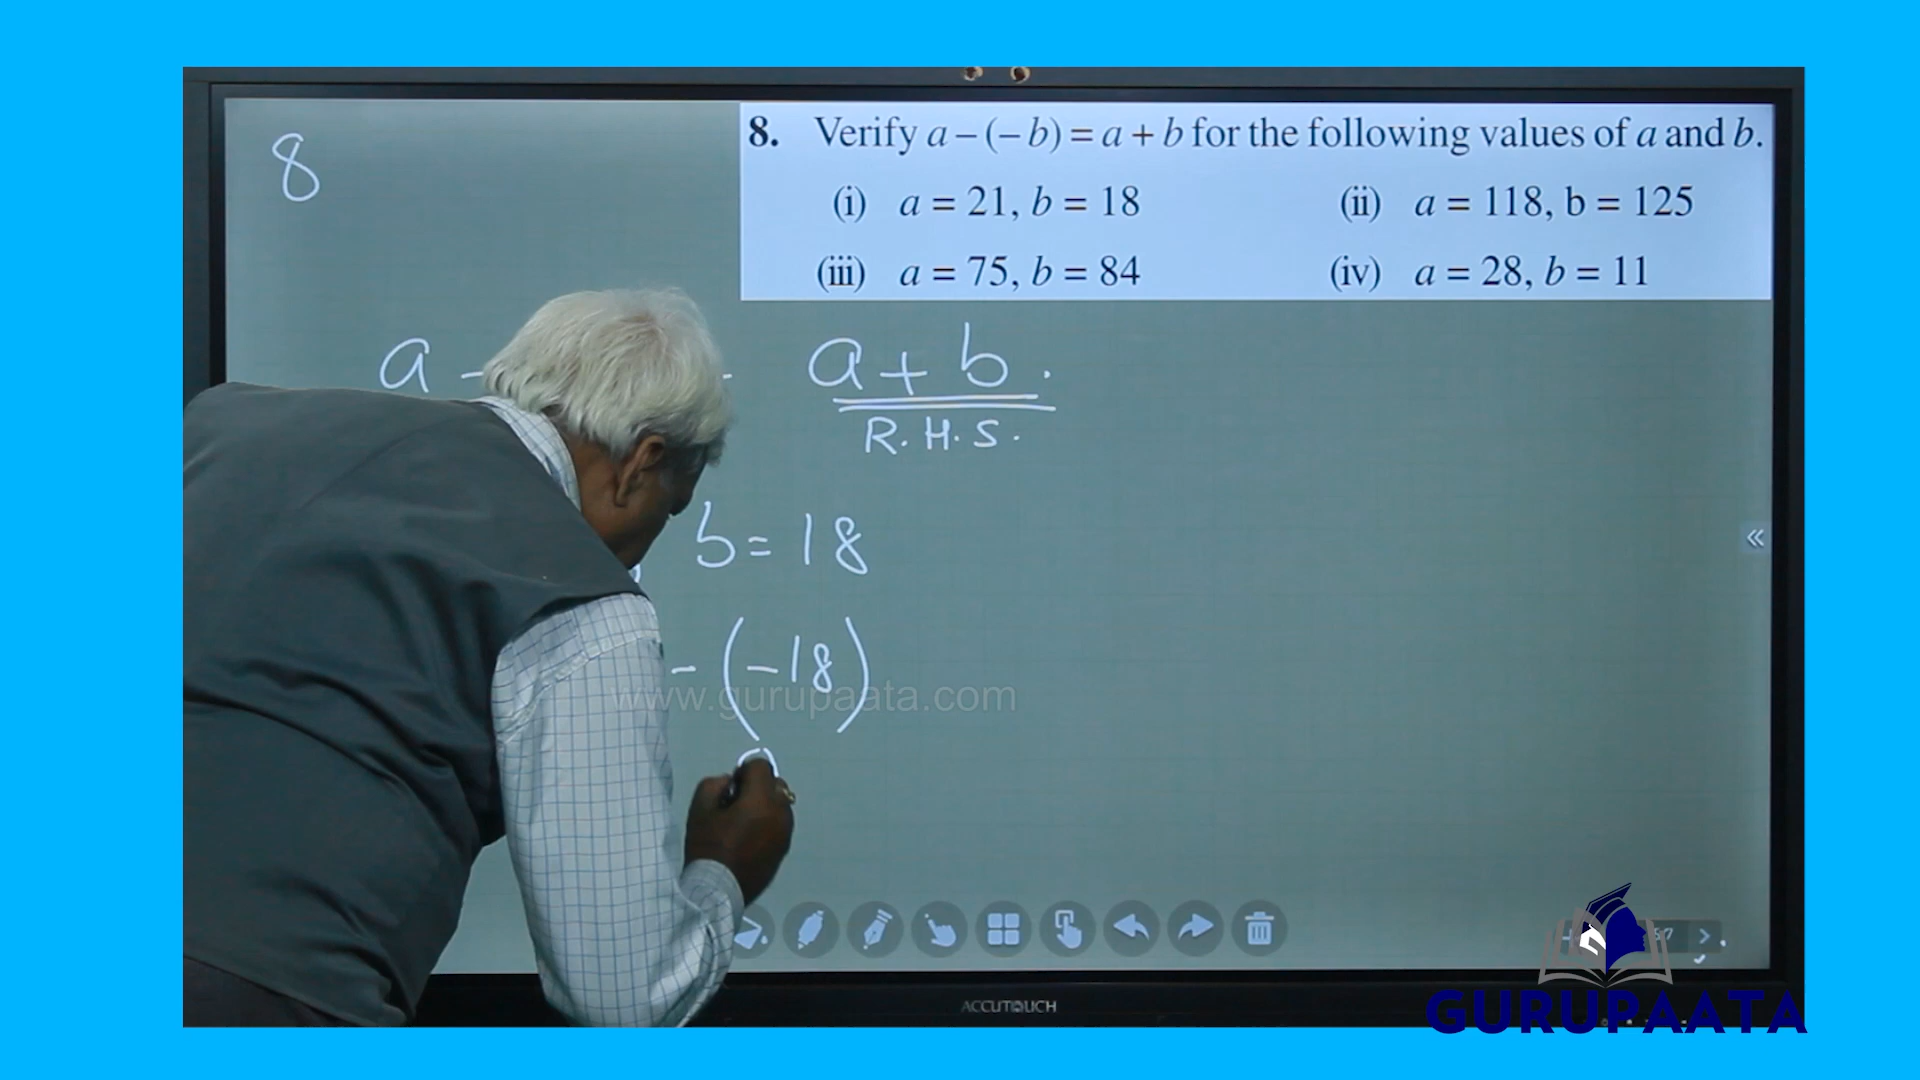 8
8. Verify a – (– b) = a + b for the following values of a and b.
(i) a = 21, b = 18 (ii) a = 118, b = 125
(iii) a = 75, b = 84 (iv) a = 28, b = 11
a - a + b .
R.H.S.
b = 18
- (-18)
www.gurupaata.com
ACCUTOUCH
GURUPAATA